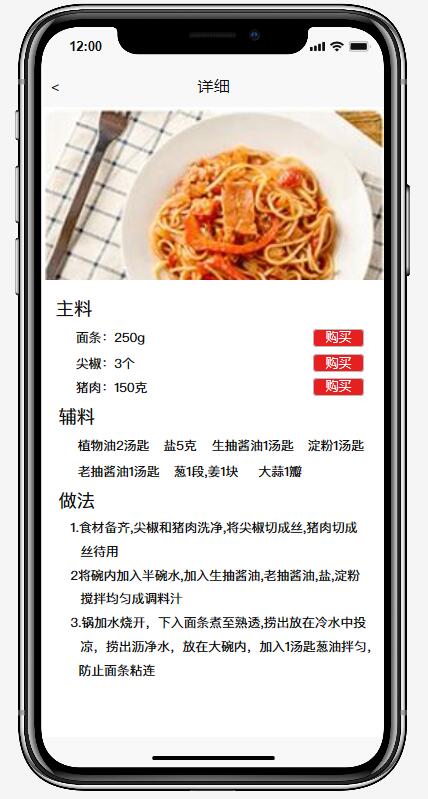 12:00
< 详细
主料
面条：250g 购买
尖椒：3个 购买
猪肉：150克 购买
辅料
植物油2汤匙 盐5克 生抽酱油1汤匙 淀粉1汤匙
老抽酱油1汤匙 葱1段,姜1块 大蒜1瓣
做法
1.食材备齐,尖椒和猪肉洗净,将尖椒切成丝,猪肉切成
丝待用
2将碗内加入半碗水,加入生抽酱油,老抽酱油,盐,淀粉
搅拌均匀成调料汁
3.锅加水烧开，下入面条煮至熟透,捞出放在冷水中投
凉，捞出沥净水，放在大碗内，加入1汤匙葱油拌匀,
防止面条粘连